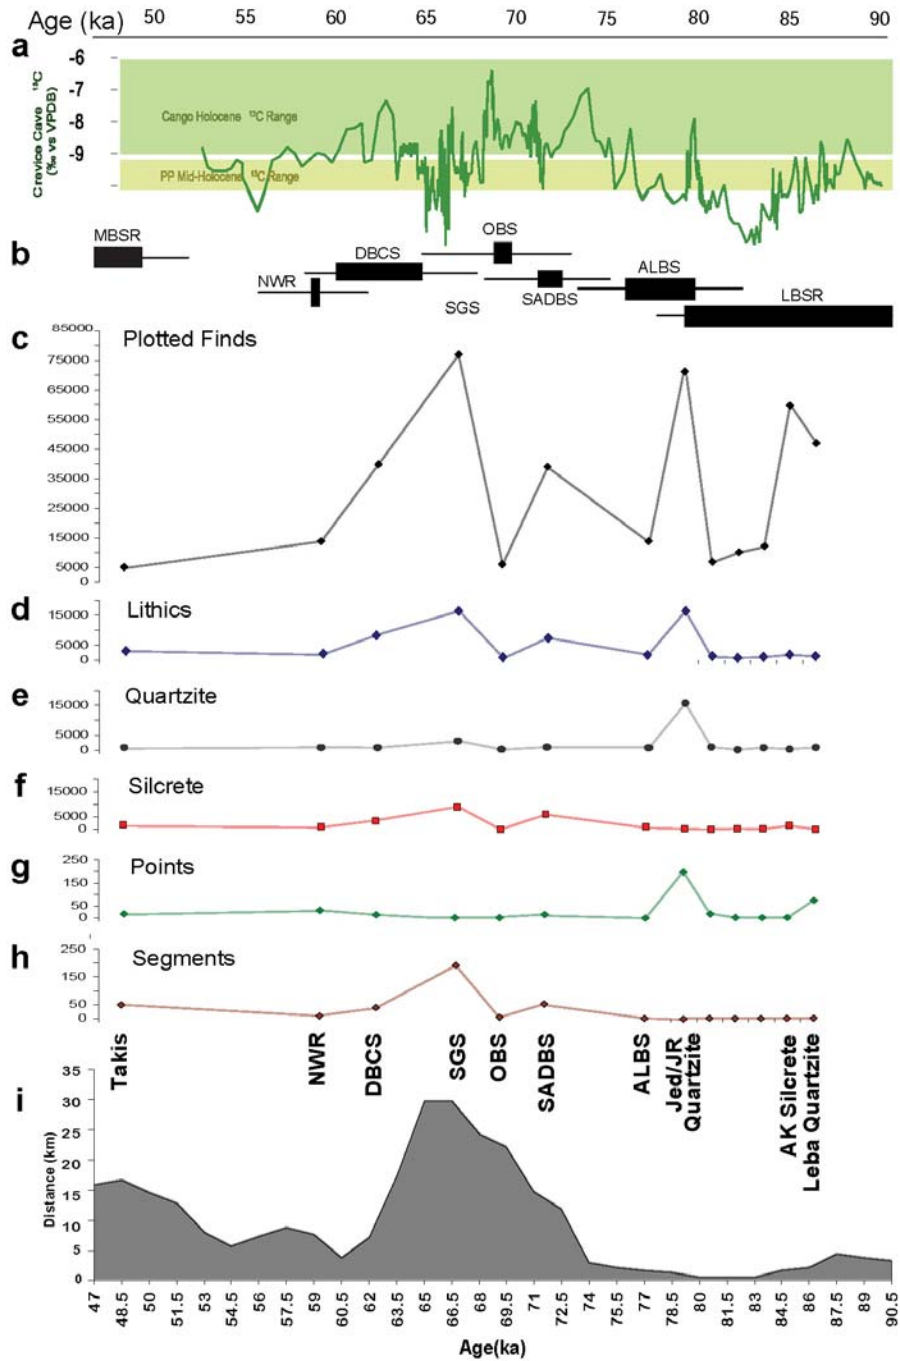 Age (ka) 50 55 60 65 70 75 80 85 90
a
Crevice Cave ¹³C
(‰ vs VPDB)
-6
-7
-8
-9
Cango Holocene ¹³C Range
PP Mid-Holocene ¹³C Range
b
MBSR
OBS
DBCS
ALBS
NWR
SGS
SADBS
LBSR
c
Plotted Finds
85000
75000
65000
55000
45000
35000
25000
15000
5000
0
d
Lithics
15000
5000
0
e
Quartzite
15000
5000
0
f
Silcrete
15000
5000
0
g
Points
250
150
50
0
h
Segments
250
150
50
0
Takis
NWR
DBCS
SGS
OBS
SADBS
ALBS
Jed/JR
Quartzite
AK Silcrete
Leba Quartzite
i
Distance (km)
35
30
25
20
15
10
5
0
47 48.5 50 51.5 53 54.5 56 57.5 59 60.5 62 63.5 65 66.5 68 69.5 71 72.5 74 75.5 77 78.5 80 81.5 83 84.5 86 87.5 89 90.5
Age(ka)